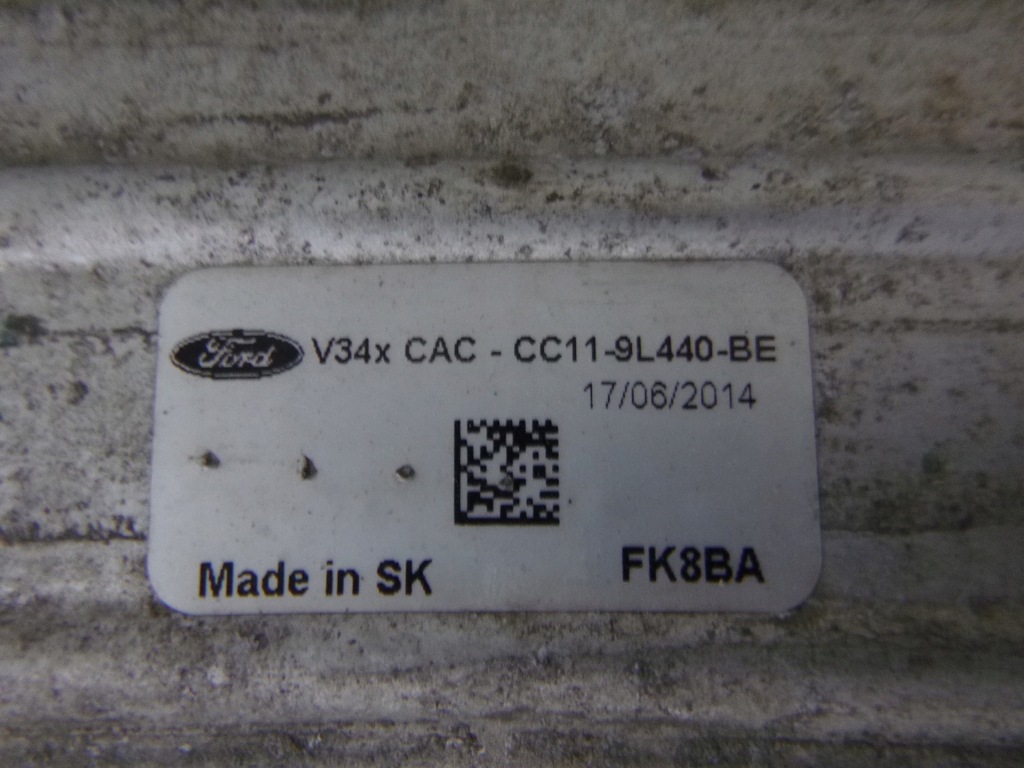 Ford V34x CAC - CC11-9L440-BE
17/06/2014
Made in SK FK8BA